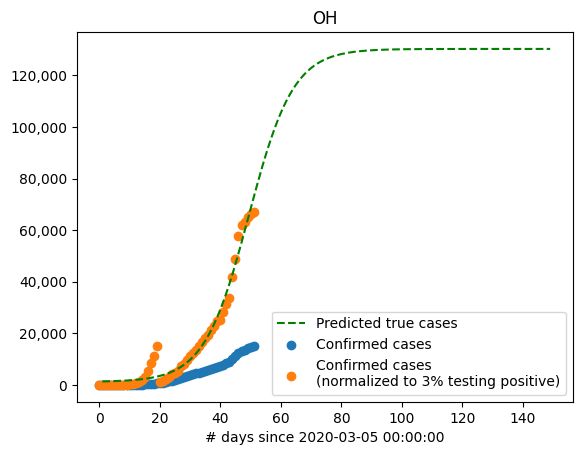 OH
120,000
100,000
80,000
60,000
40,000
20,000
0
Predicted true cases
Confirmed cases
Confirmed cases
(normalized to 3% testing positive)
0 20 40 60 80 100 120 140
# days since 2020-03-05 00:00:00